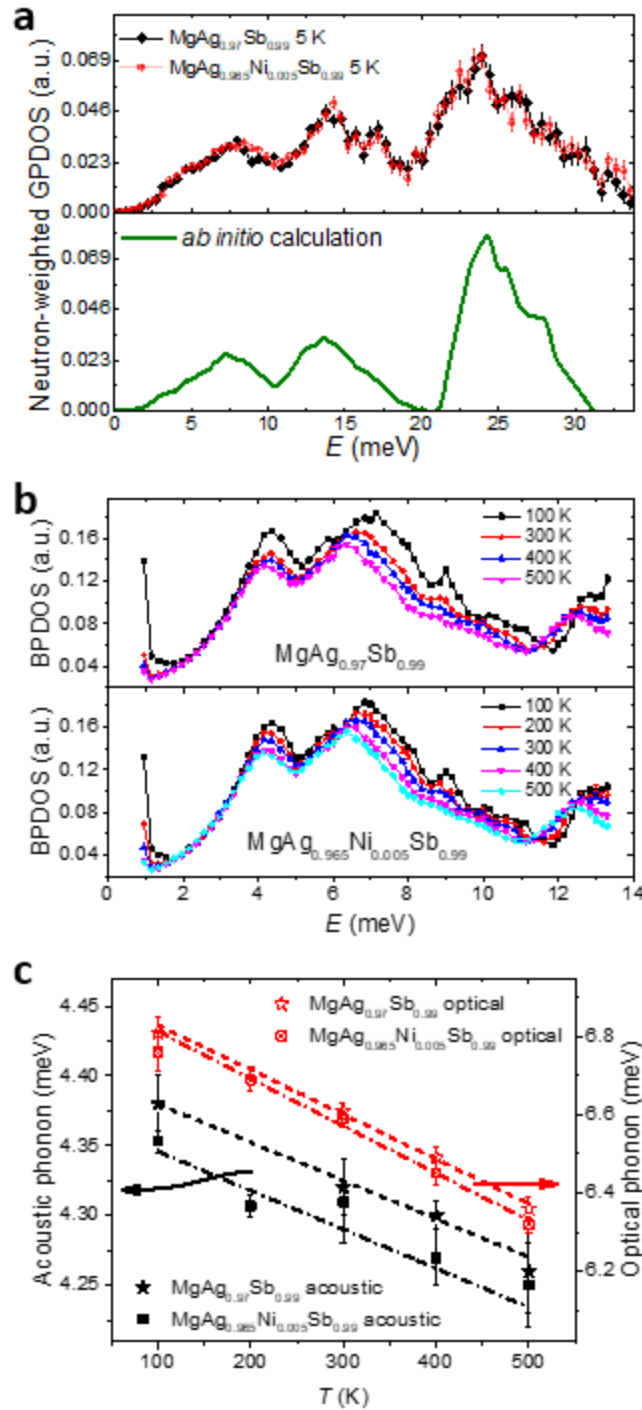 a
MgAg0.97Sb0.99 5 K
MgAg0.965Ni0.005Sb0.99 5 K
Neutron-weighted GPDOS (a.u.)
0.069
0.046
0.023
0.000
ab initio calculation
0.069
0.046
0.023
0.000
0 5 10 15 20 25 30
E (meV)
b
BPDOS (a.u.)
0.16
0.12
0.08
0.04
100 K
300 K
400 K
500 K
MgAg0.97Sb0.99
BPDOS (a.u.)
0.16
0.12
0.08
0.04
100 K
200 K
300 K
400 K
500 K
MgAg0.965Ni0.005Sb0.99
0 2 4 6 8 10 12 14
E (meV)
c
Acoustic phonon (meV)
4.45
4.40
4.35
4.30
4.25
MgAg0.97Sb0.99 optical
MgAg0.965Ni0.005Sb0.99 optical
MgAg0.97Sb0.99 acoustic
MgAg0.965Ni0.005Sb0.99 acoustic
6.8
6.6
6.4
6.2
Optical phonon (meV)
100 200 300 400 500
T (K)